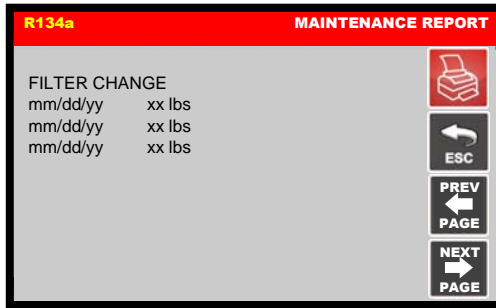 R134a MAINTENANCE REPORT
FILTER CHANGE
mm/dd/yy xx lbs
mm/dd/yy xx lbs
mm/dd/yy xx lbs
ESC
PREV
PAGE
NEXT
PAGE